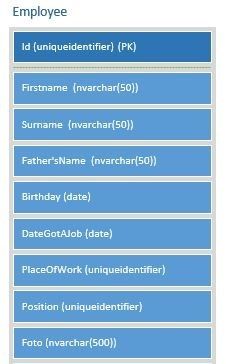 Employee
Id (uniqueidentifier) (PK)
Firstname (nvarchar(50))
Surname (nvarchar(50))
Father'sName (nvarchar(50))
Birthday (date)
DateGotAJob (date)
PlaceOfWork (uniqueidentifier)
Position (uniqueidentifier)
Foto (nvarchar(500))